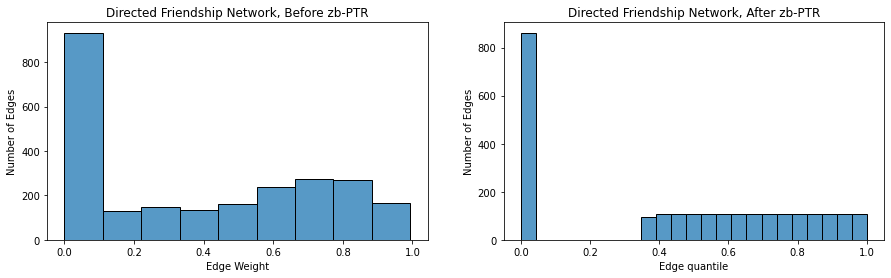 Directed Friendship Network, Before zb-PTR
Number of Edges
800
600
400
200
0
0.0 0.2 0.4 0.6 0.8 1.0
Edge Weight
Directed Friendship Network, After zb-PTR
Number of Edges
800
600
400
200
0
0.0 0.2 0.4 0.6 0.8 1.0
Edge quantile